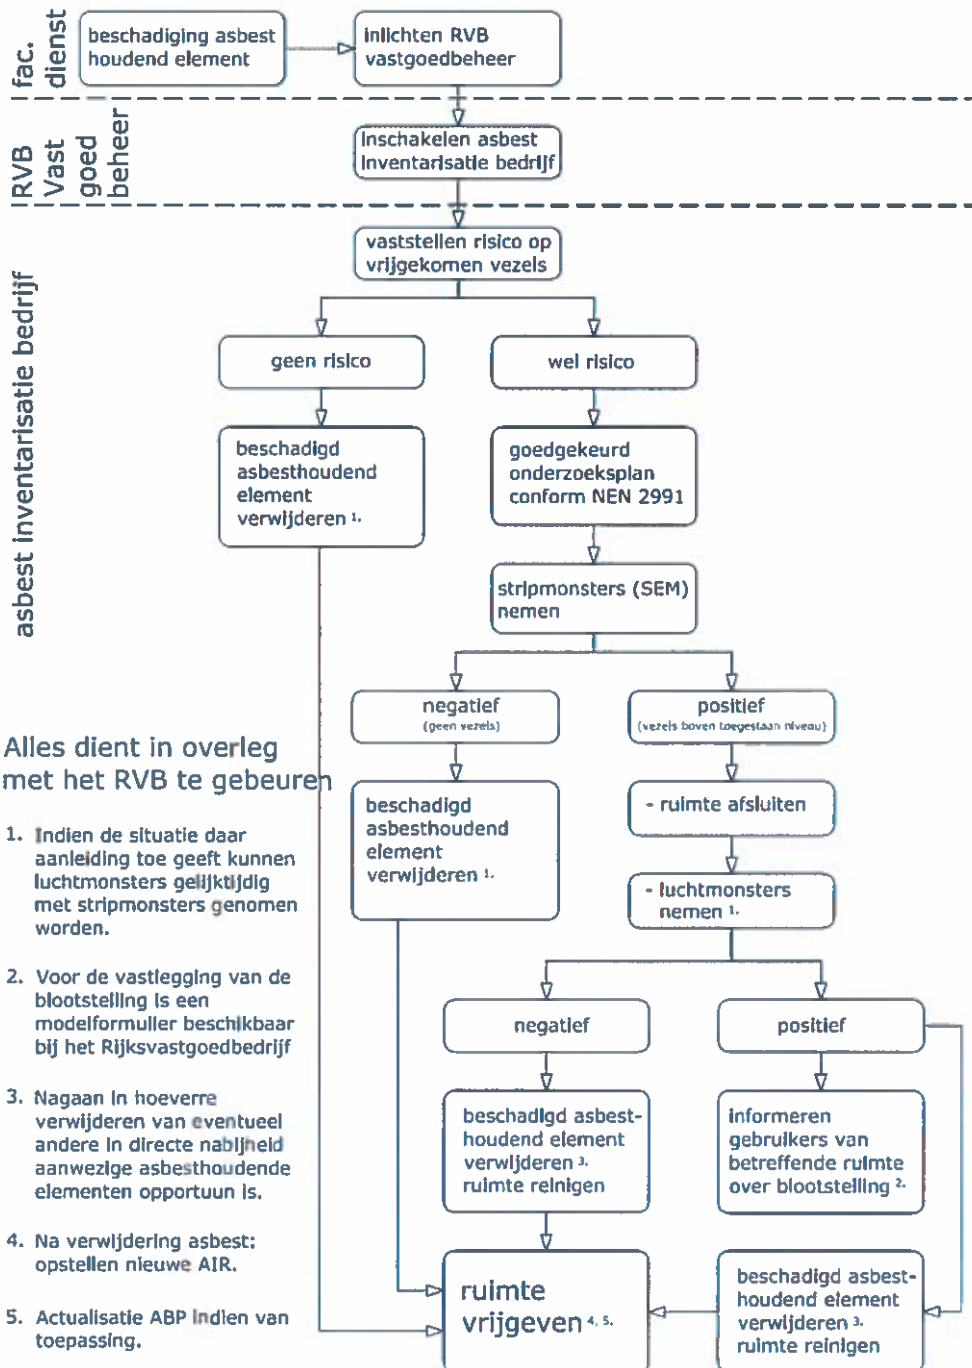 fac.
dienst
beschadiging asbest
houdend element
inlichten RVB
vastgoedbeheer
RVB
Vast
goed
beheer
Inschakelen asbest
Inventarisatie bedrijf
asbest inventarisatie bedrijf
vaststellen risico op
vrijgekomen vezels
geen risico
wel risico
beschadigd
asbesthoudend
element
verwijderen 1.
goedgekeurd
onderzoeksplan
conform NEN 2991
stripmonsters (SEM)
nemen
negatief
(geen vezels)
positief
(vezels boven toegestaan niveau)
beschadigd
asbesthoudend
element
verwijderen 1.
- ruimte afsluiten
- luchtmonsters
nemen 1.
negatief
positief
beschadigd asbest-
houdend element
verwijderen 3.
ruimte reinigen
informeren
gebruikers van
betreffende ruimte
over blootstelling 2.
ruimte
vrijgeven 4, 5.
beschadigd asbest-
houdend element
verwijderen 3.
ruimte reinigen
Alles dient in overleg
met het RVB te gebeuren
1. Indien de situatie daar
aanleiding toe geeft kunnen
luchtmonsters gelijktijdig
met stripmonsters genomen
worden.
2. Voor de vastlegging van de
blootstelling is een
modelformulier beschikbaar
bij het Rijksvastgoedbedrijf
3. Nagaan in hoeverre
verwijderen van eventueel
andere in directe nabijheid
aanwezige asbesthoudende
elementen opportuun is.
4. Na verwijdering asbest:
opstellen nieuwe AIR.
5. Actualisatie ABP indien van
toepassing.